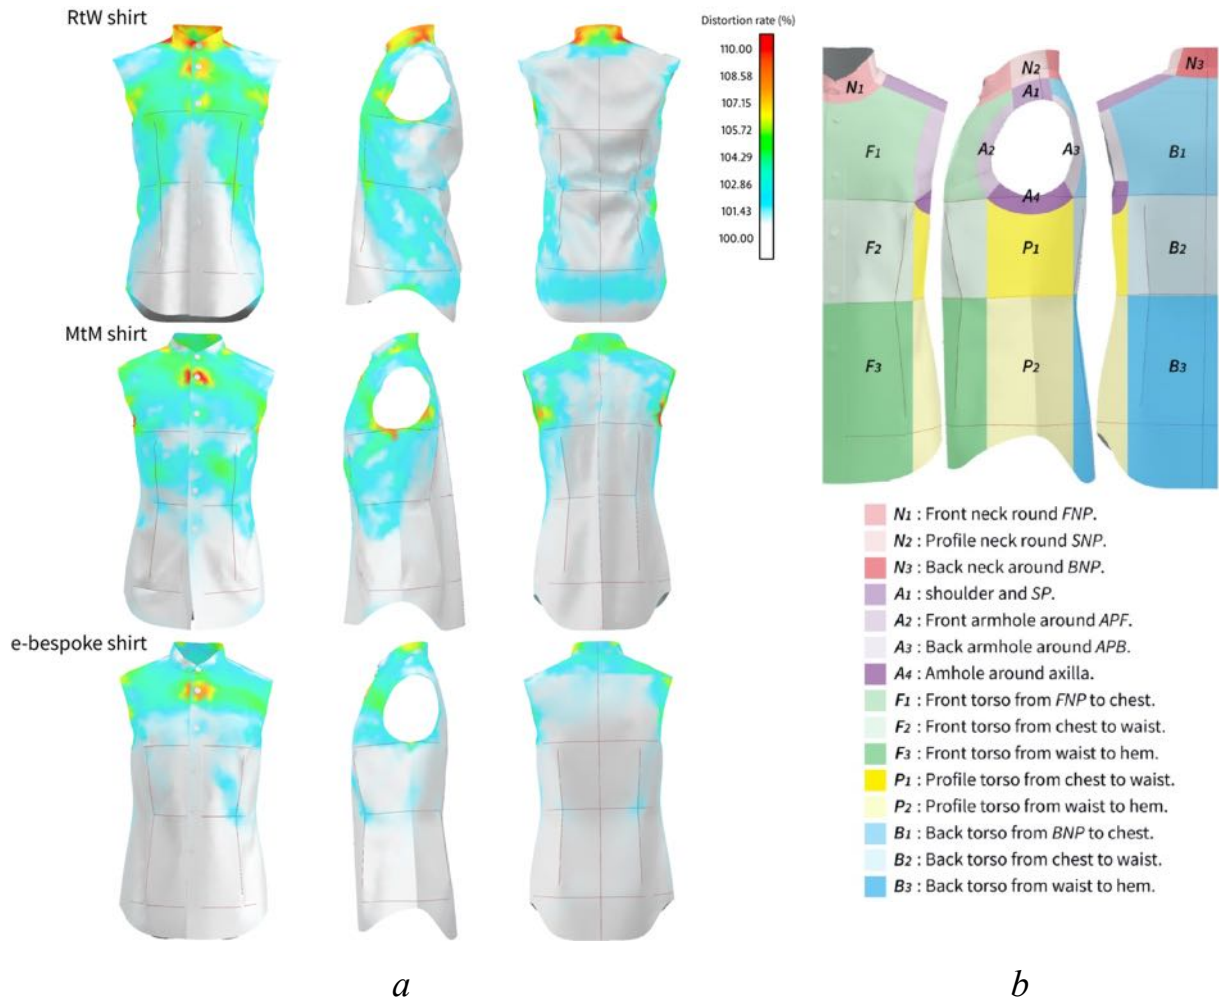 RtW shirt
Distortion rate (%)
110.00
108.58
107.15
105.72
104.29
102.86
101.43
100.00
MtM shirt
e-bespoke shirt
a
N1
N2
N3
A1
F1
A2
A3
B1
A4
F2
P1
B2
F3
P2
B3
N1 : Front neck round FNP.
N2 : Profile neck round SNP.
N3 : Back neck around BNP.
A1 : shoulder and SP.
A2 : Front armhole around APF.
A3 : Back armhole around APB.
A4 : Amhole around axilla.
F1 : Front torso from FNP to chest.
F2 : Front torso from chest to waist.
F3 : Front torso from waist to hem.
P1 : Profile torso from chest to waist.
P2 : Profile torso from waist to hem.
B1 : Back torso from BNP to chest.
B2 : Back torso from chest to waist.
B3 : Back torso from waist to hem.
b